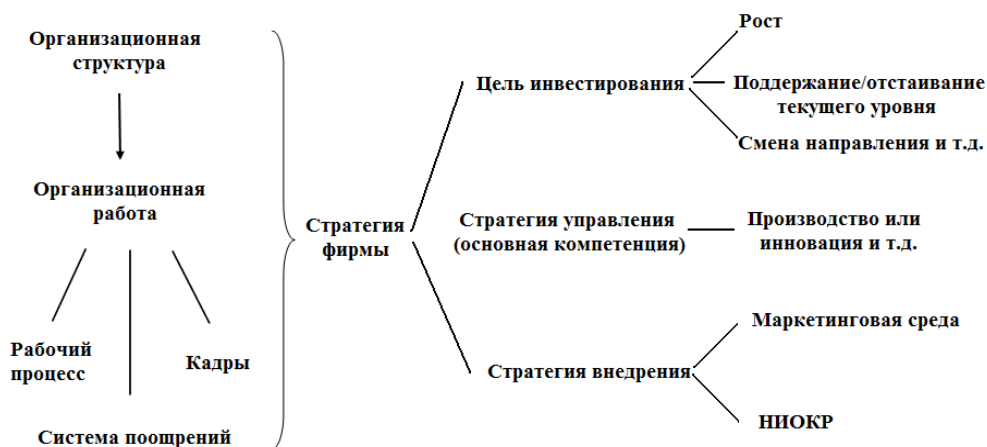 Организационная
структура
Организационная
работа
Рабочий
процесс
Кадры
Система поощрений
Стратегия
фирмы
Цель инвестирования
Рост
Поддержание/отстаивание
текущего уровня
Смена направления и т.д.
Стратегия управления
(основная компетенция)
Производство или
инновация и т.д.
Стратегия внедрения
Маркетинговая среда
НИОКР